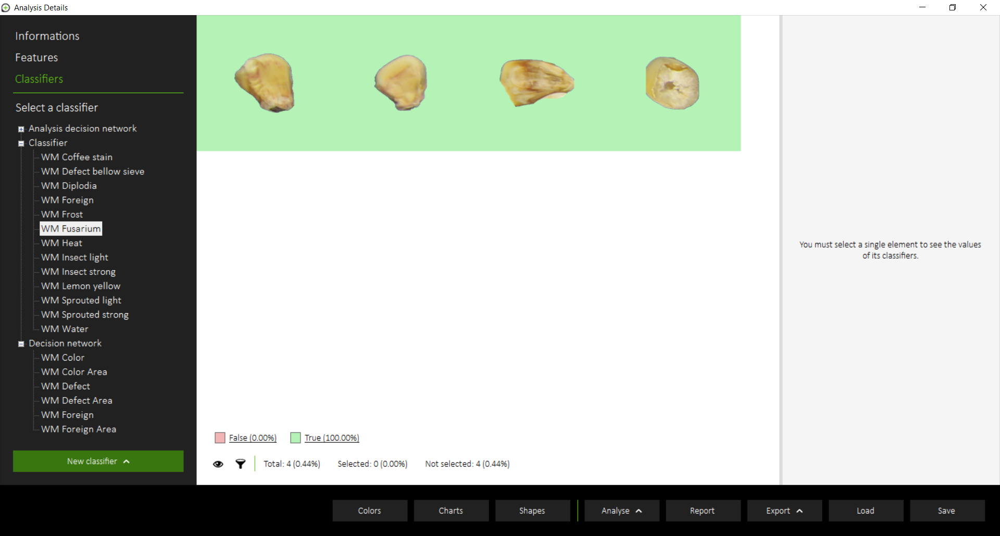 Analysis Details
Informations
Features
Classifiers
Select a classifier
Analysis decision network
Classifier
WM Coffee stain
WM Defect bellow sieve
WM Diplodia
WM Foreign
WM Frost
WM Fusarium
WM Heat
WM Insect light
WM Insect strong
WM Lemon yellow
WM Sprouted light
WM Sprouted strong
WM Water
Decision network
WM Color
WM Color Area
WM Defect
WM Defect Area
WM Foreign
WM Foreign Area
New classifier
False (0.00%) True (100.00%)
Total: 4 (0.44%) Selected: 0 (0.00%) Not selected: 4 (0.44%)
You must select a single element to see the values
of its classifiers.
Colors Charts Shapes Analyse Report Export Load Save